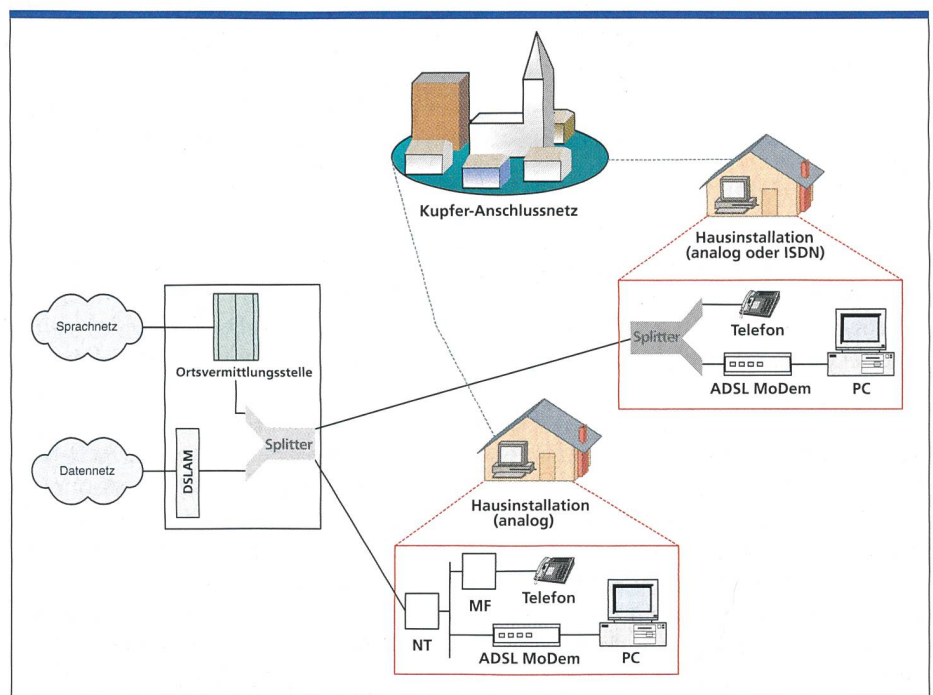 Kupfer-Anschlussnetz
Hausinstallation
(analog oder ISDN)
Sprachnetz
Ortsvermittlungsstelle
Splitter
Telefon
ADSL MoDem
PC
Splitter
Datennetz
DSLAM
Hausinstallation
(analog)
MF
Telefon
NT
ADSL MoDem
PC